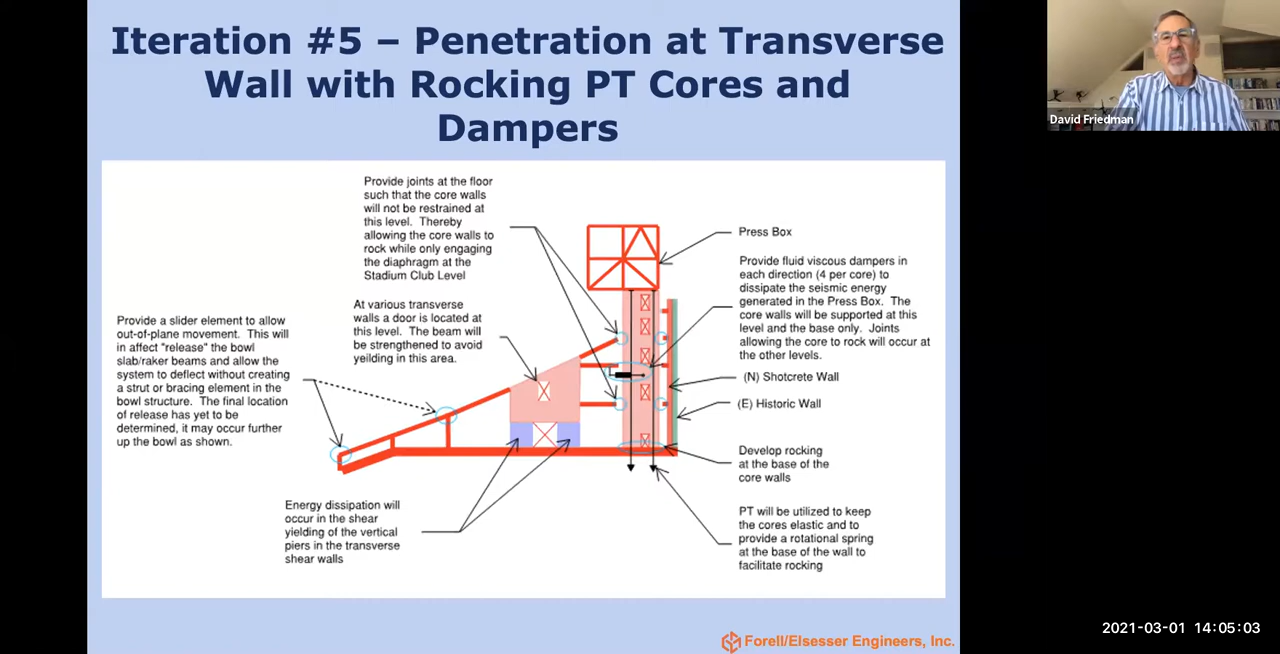 Iteration #5 – Penetration at Transverse
Wall with Rocking PT Cores and
Dampers
David Friedman
Provide joints at the floor
such that the core walls
will not be restrained at
this level.  Thereby
allowing the core walls to
rock while only engaging
the diaphragm at the
Stadium Club Level
Press Box
Provide fluid viscous dampers in
each direction (4 per core) to
dissipate the seismic energy
generated in the Press Box.  The
core walls will be supported at this
level and the base only.  Joints
allowing the core to rock will occur at
the other levels.
At various transverse
walls a door is located at
this level.  The beam will
be strengthened to avoid
yeilding in this area.
Provide a slider element to allow
out-of-plane movement.  This will
in affect "release" the bowl
slab/raker beams and allow the
system to deflect without creating
a strut or bracing element in the
bowl structure.  The final location
of release has yet to be
determined, it may occur further
up the bowl as shown.
(N) Shotcrete Wall
(E) Historic Wall
Develop rocking
at the base of the
core walls
Energy dissipation will
occur in the shear
yielding of the vertical
piers in the transverse
shear walls
PT will be utilized to keep
the cores elastic and to
provide a rotational spring
at the base of the wall to
facilitate rocking
Forell/Elsesser Engineers, Inc.
2021-03-01 14:05:03